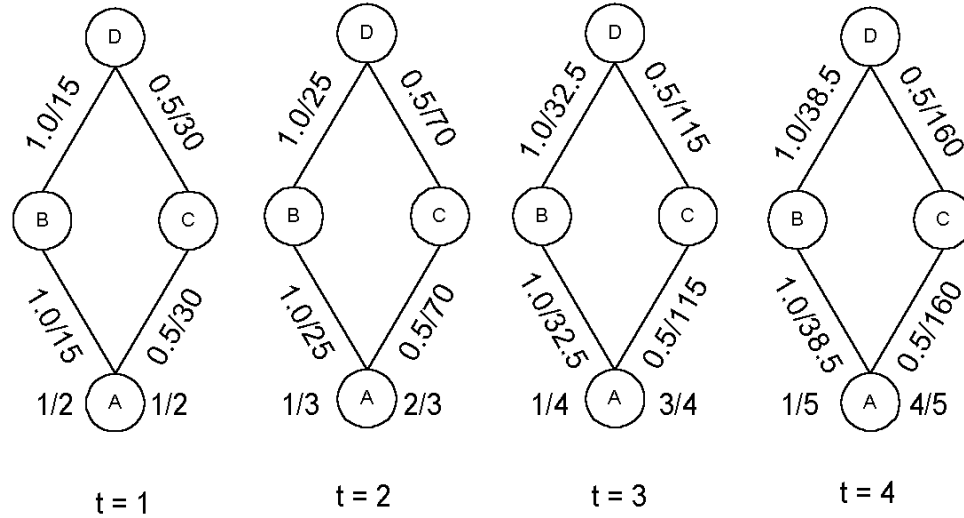 D
1.0/15
0.5/30
B
C
1.0/15
0.5/30
1/2
A
1/2
t = 1
D
1.0/25
0.5/70
B
C
1.0/25
0.5/70
1/3
A
2/3
t = 2
D
1.0/32.5
0.5/115
B
C
1.0/32.5
0.5/115
1/4
A
3/4
t = 3
D
1.0/38.5
0.5/160
B
C
1.0/38.5
0.5/160
1/5
A
4/5
t = 4